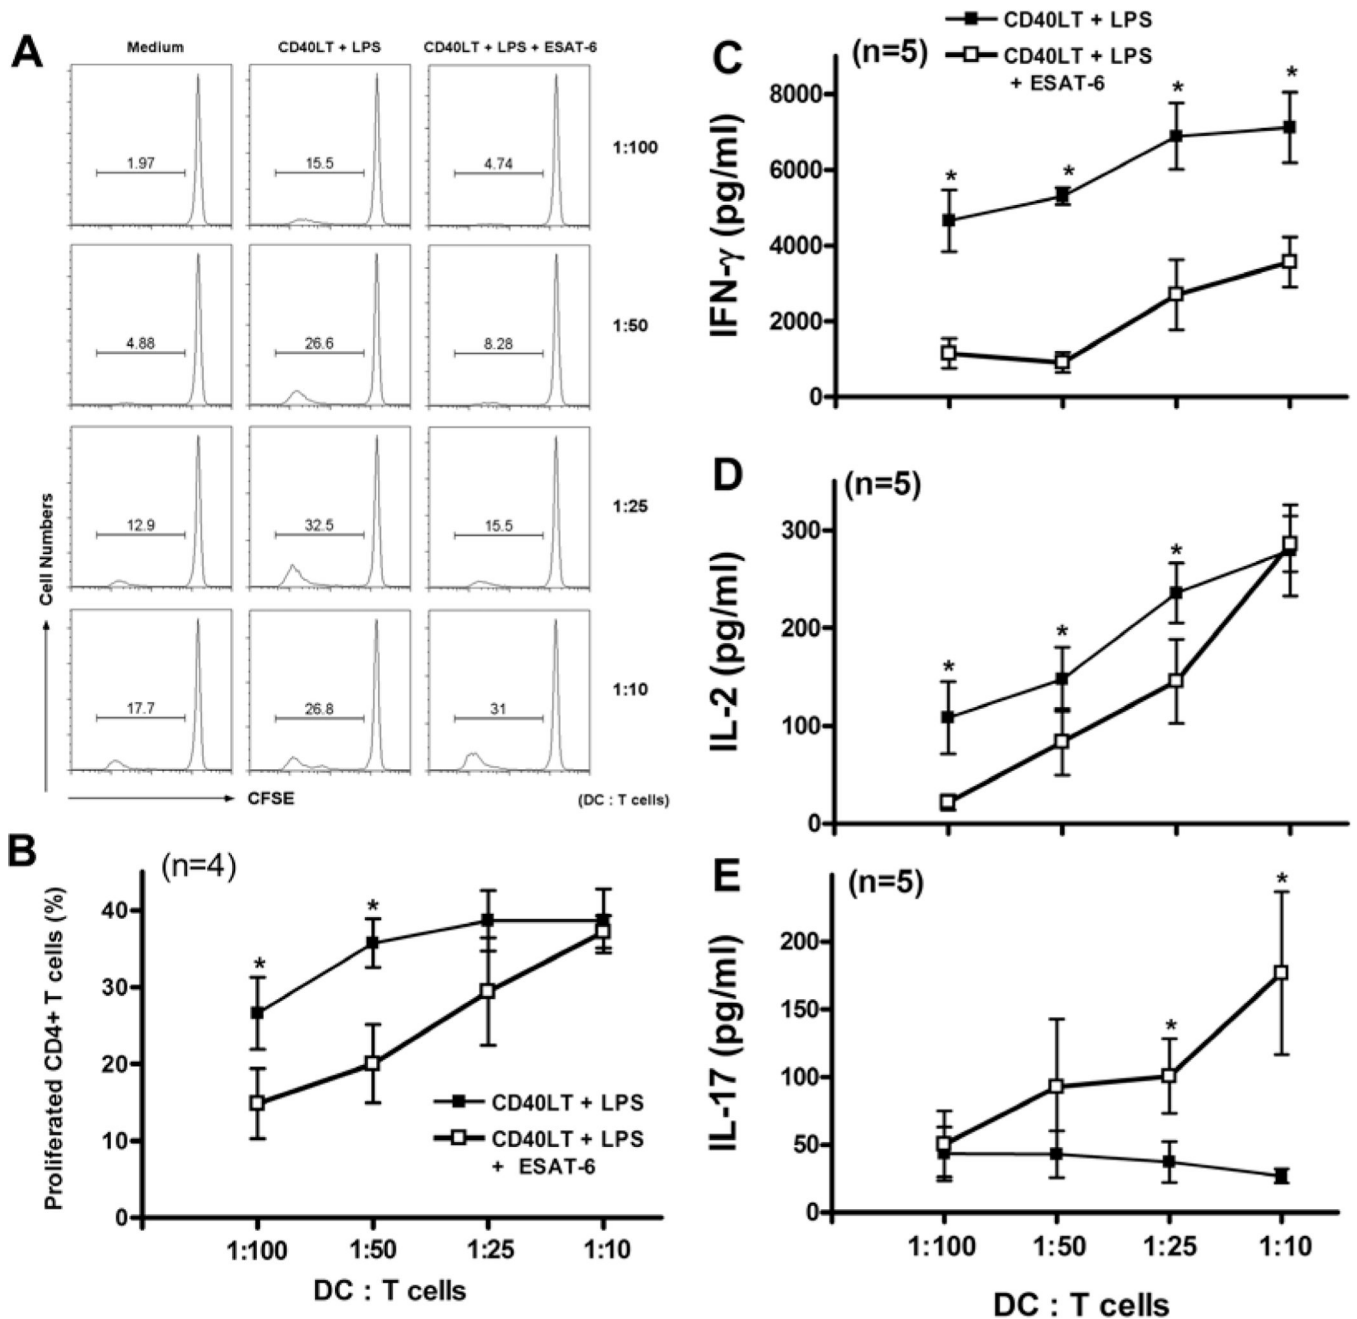 A
Medium
CD40LT + LPS
CD40LT + LPS + ESAT-6
1.97
15.5
4.74
1:100
4.88
26.6
8.28
1:50
12.9
32.5
15.5
1:25
17.7
26.8
31
1:10
Cell Numbers
CFSE
(DC : T cells)
B
(n=4)
*
*
Proliferated CD4+ T cells (%)
40
30
20
10
0
CD40LT + LPS
CD40LT + LPS
+ ESAT-6
1:100
1:50
1:25
1:10
DC : T cells
C
(n=5)
CD40LT + LPS
CD40LT + LPS
+ ESAT-6
*
*
*
*
IFN-γ (pg/ml)
8000
6000
4000
2000
0
D
(n=5)
*
*
*
IL-2 (pg/ml)
300
200
100
0
E
(n=5)
*
*
IL-17 (pg/ml)
200
150
100
50
0
1:100
1:50
1:25
1:10
DC : T cells